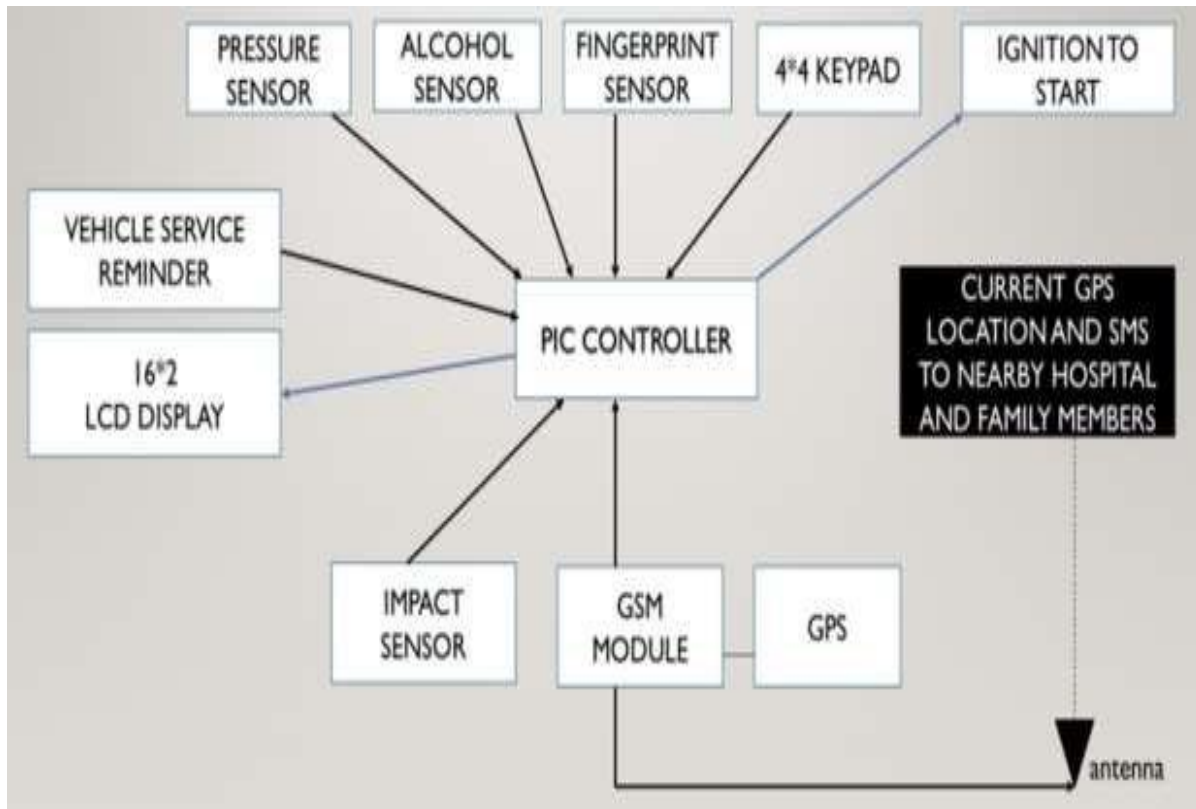 PRESSURE
SENSOR
ALCOHOL
SENSOR
FINGERPRINT
SENSOR
4*4 KEYPAD
IGNITION TO
START
VEHICLE SERVICE
REMINDER
16*2
LCD DISPLAY
PIC CONTROLLER
CURRENT GPS
LOCATION AND SMS
TO NEARBY HOSPITAL
AND FAMILY MEMBERS
IMPACT
SENSOR
GSM
MODULE
GPS
antenna